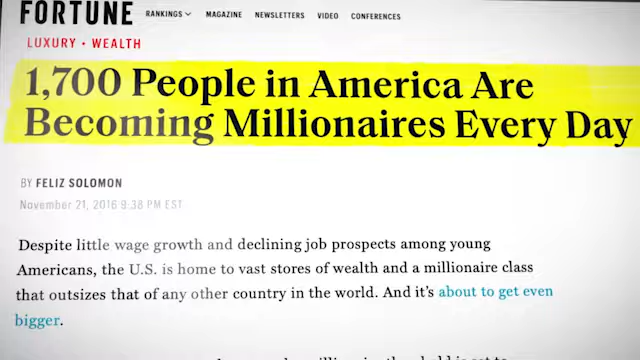 FORTUNE RANKINGS MAGAZINE NEWSLETTERS VIDEO CONFERENCES
LUXURY • WEALTH
1,700 People in America Are
Becoming Millionaires Every Day
BY FELIZ SOLOMON
November 21, 2016 9:38 PM EST
Despite little wage growth and declining job prospects among young
Americans, the U.S. is home to vast stores of wealth and a millionaire class
that outsizes that of any other country in the world. And it's about to get even
bigger.